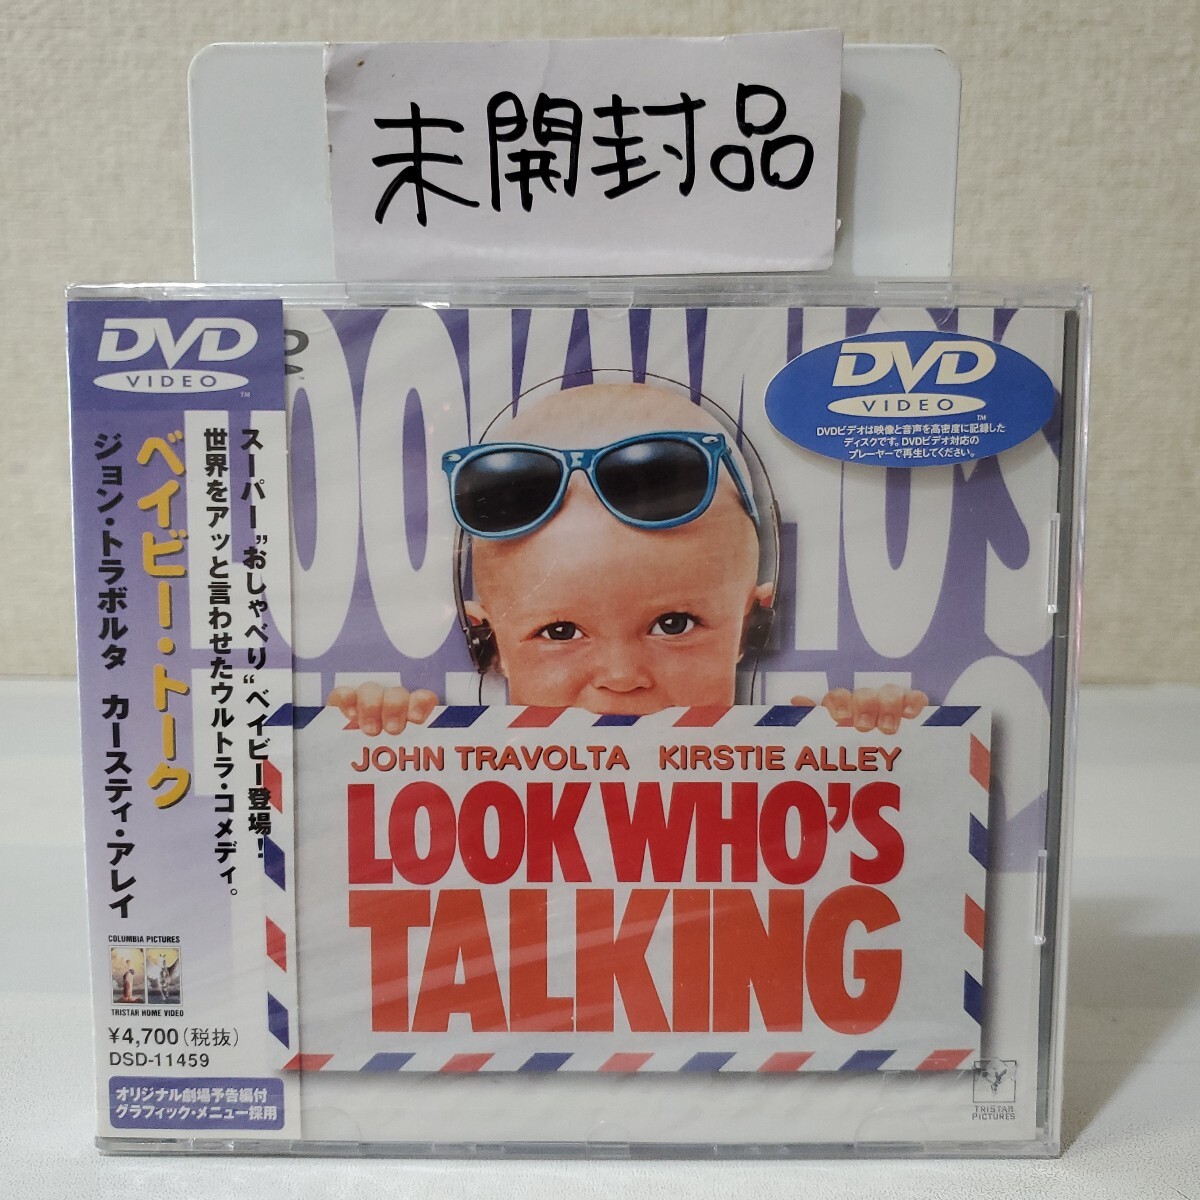 未開封品
DVD
VIDEO
TM
ベイビー・トーク
ジョン・トラボルタ　カースティ・アレイ
スーパー"おしゃべり"ベイビー登場!
世界をアッと言わせたウルトラ・コメディ。
COLUMBIA PICTURES
TRISTAR HOME VIDEO
¥4,700(税抜)
DSD-11459
オリジナル劇場予告編付
グラフィック・メニュー採用
DVD
VIDEO
TM
DVDビデオは映像と音声を高密度に記録した
ディスクです。DVDビデオ対応の
プレーヤーで再生してください。
JOHN TRAVOLTA KIRSTIE ALLEY
LOOK WHO'S
TALKING
TRISTAR
PICTURES